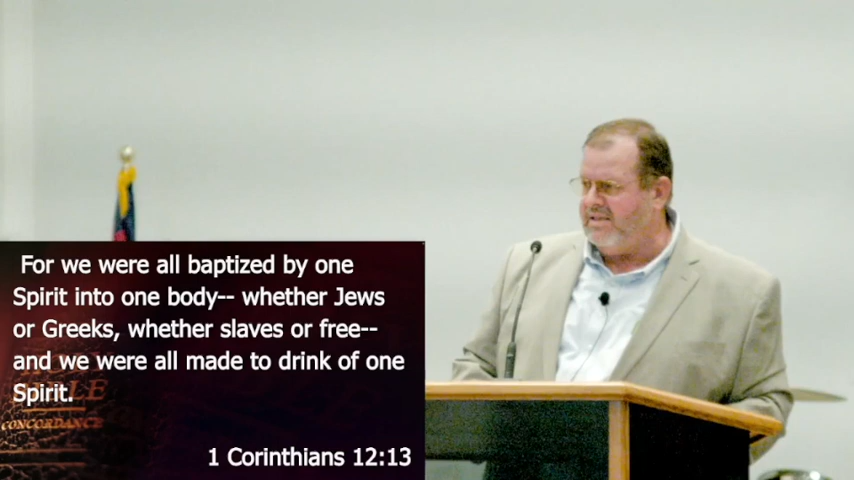 For we were all baptized by one
Spirit into one body-- whether Jews
or Greeks, whether slaves or free--
and we were all made to drink of one
Spirit.
CONCORDANCE
1 Corinthians 12:13